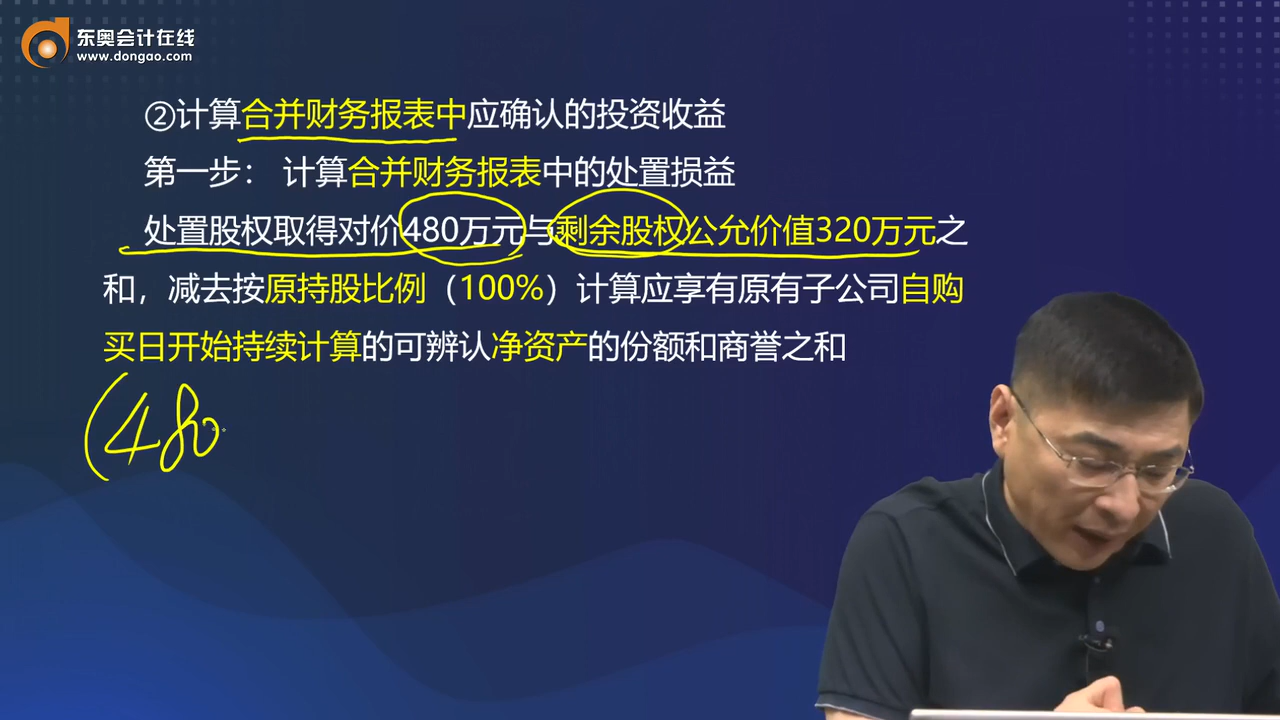 东奥会计在线
www.dongao.com
②计算合并财务报表中应确认的投资收益
第一步： 计算合并财务报表中的处置损益
处置股权取得对价480万元与剩余股权公允价值320万元之
和，减去按原持股比例（100%）计算应享有原有子公司自购
买日开始持续计算的可辨认净资产的份额和商誉之和
(480